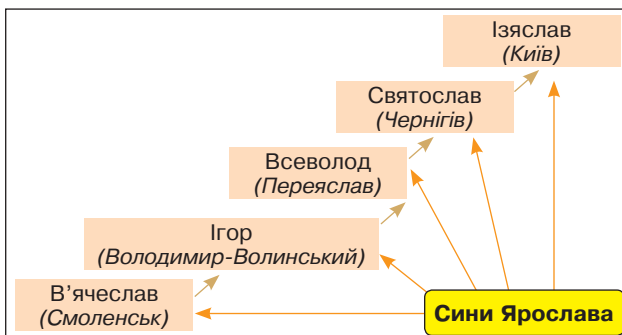 Ізяслав
(Київ)
Святослав
(Чернігів)
Всеволод
(Переяслав)
Ігор
(Володимир-Волинський)
В’ячеслав
(Смоленськ)
Сини Ярослава